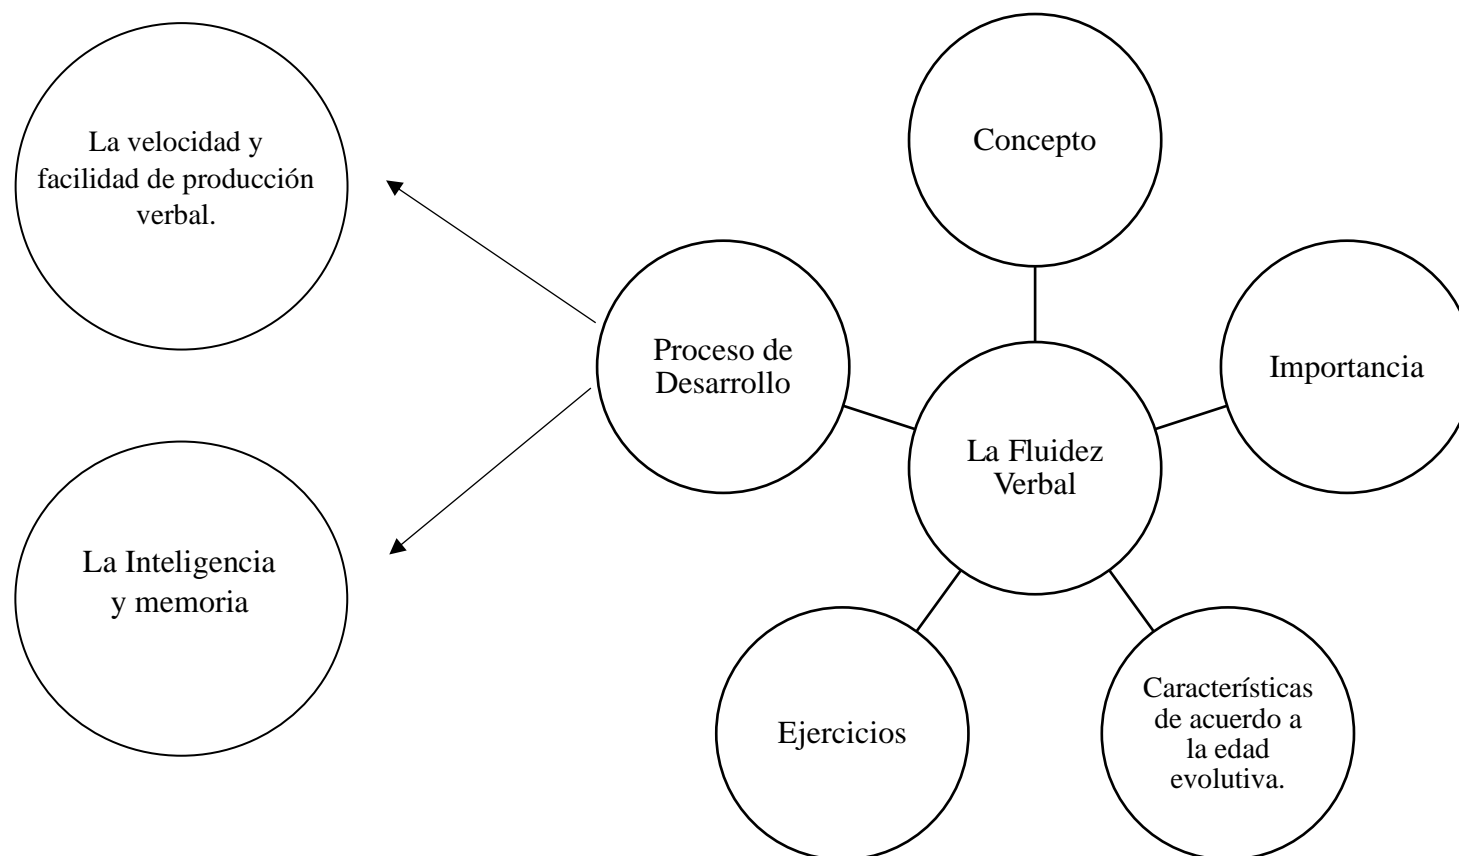 La velocidad y
facilidad de producción
verbal.
Concepto
Proceso de
Desarrollo
Importancia
La Fluidez
Verbal
La Inteligencia
y memoria
Ejercicios
Características
de acuerdo a
la edad
evolutiva.